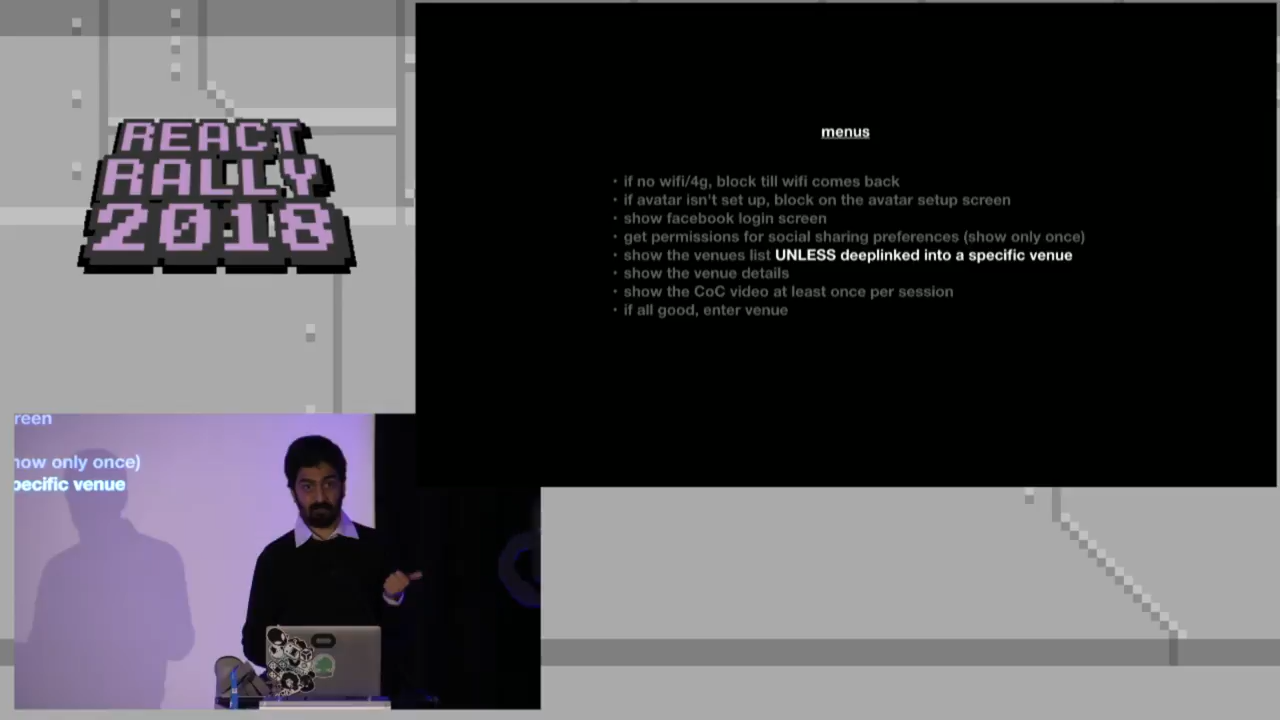 REACT
RALLY
2018
menus
• if no wifi/4g, block till wifi comes back
• if avatar isn't set up, block on the avatar setup screen
• show facebook login screen
• get permissions for social sharing preferences (show only once)
• show the venues list UNLESS deeplinked into a specific venue
• show the venue details
• show the CoC video at least once per session
• if all good, enter venue
reen
now only once)
pecific venue